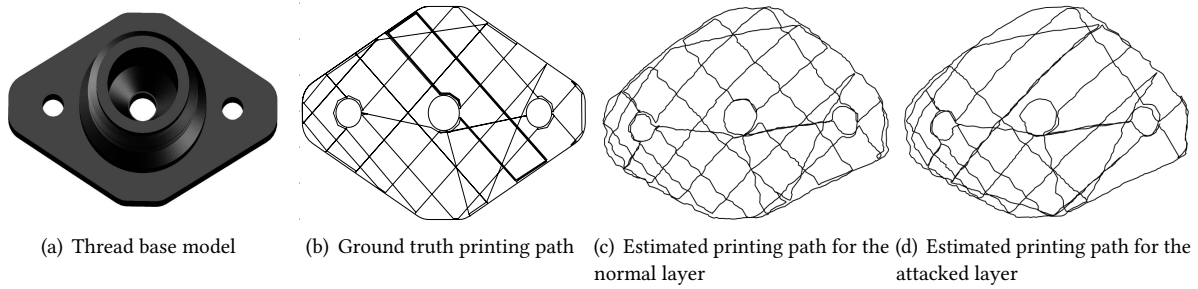 (a) Thread base model
(b) Ground truth printing path
(c) Estimated printing path for the
normal layer
(d) Estimated printing path for the
attacked layer